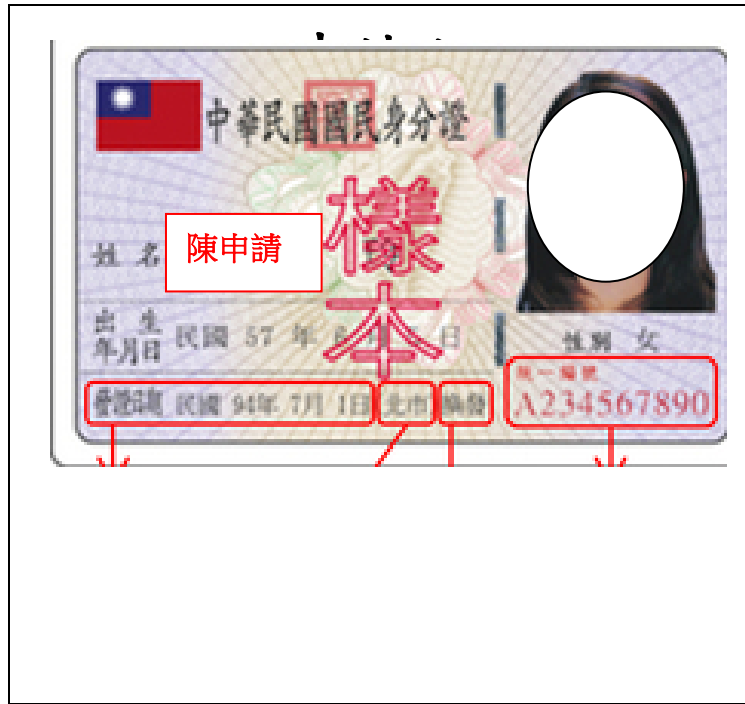 中華民國國民身分證
樣本
姓名 陳申請
出生年月日 民國 57 年 6 日
性別 女
統一編號
A234567890
發證日期 民國 94年 7月 1日 北市 換發